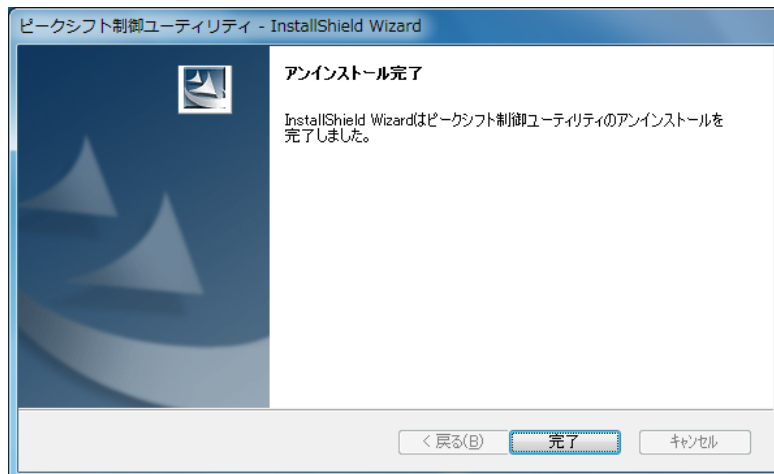 ピークシフト制御ユーティリティ - InstallShield Wizard
アンインストール完了
InstallShield Wizardはピークシフト制御ユーティリティのアンインストールを
完了しました。
< 戻る(B)
完了
キャンセル